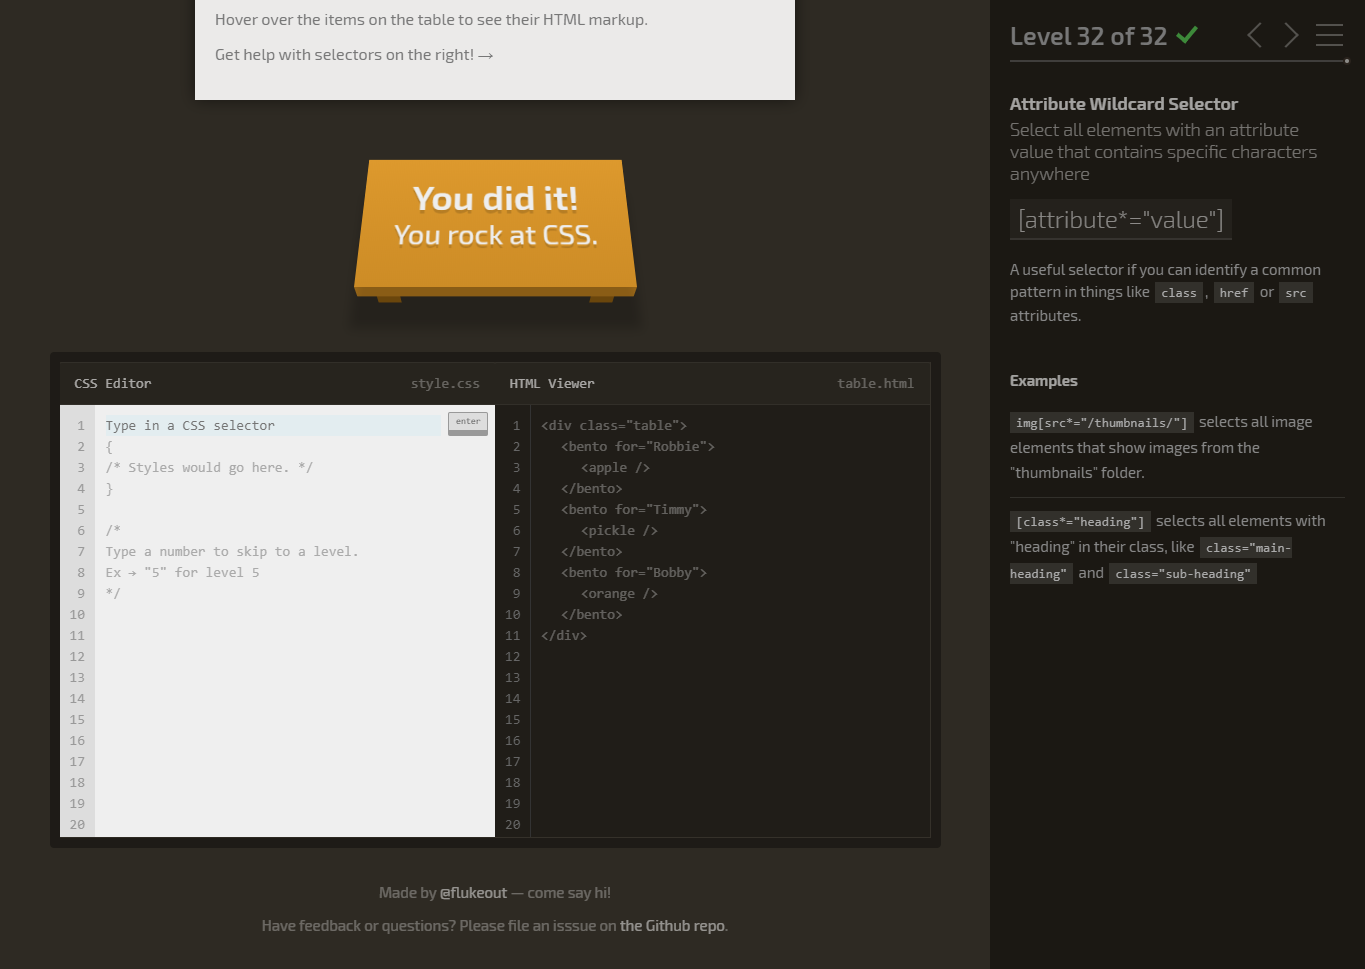 Hover over the items on the table to see their HTML markup.
Get help with selectors on the right! →
You did it!
You rock at CSS.
CSS Editor style.css
1 Type in a CSS selector enter
2 {
3 /* Styles would go here. */
4 }
5
6 /*
7 Type a number to skip to a level.
8 Ex → "5" for level 5
9 */
10
11
12
13
14
15
16
17
18
19
20
HTML Viewer table.html
1 <div class="table">
2 <bento for="Robbie">
3 <apple />
4 </bento>
5 <bento for="Timmy">
6 <pickle />
7 </bento>
8 <bento for="Bobby">
9 <orange />
10 </bento>
11 </div>
12
13
14
15
16
17
18
19
20
Made by @flukeout — come say hi!
Have feedback or questions? Please file an isssue on the Github repo.
Level 32 of 32
Attribute Wildcard Selector
Select all elements with an attribute
value that contains specific characters
anywhere
[attribute*="value"]
A useful selector if you can identify a common
pattern in things like class , href or src
attributes.
Examples
img[src*="/thumbnails/"] selects all image
elements that show images from the
"thumbnails" folder.
[class*="heading"] selects all elements with
"heading" in their class, like class="main-
heading" and class="sub-heading"